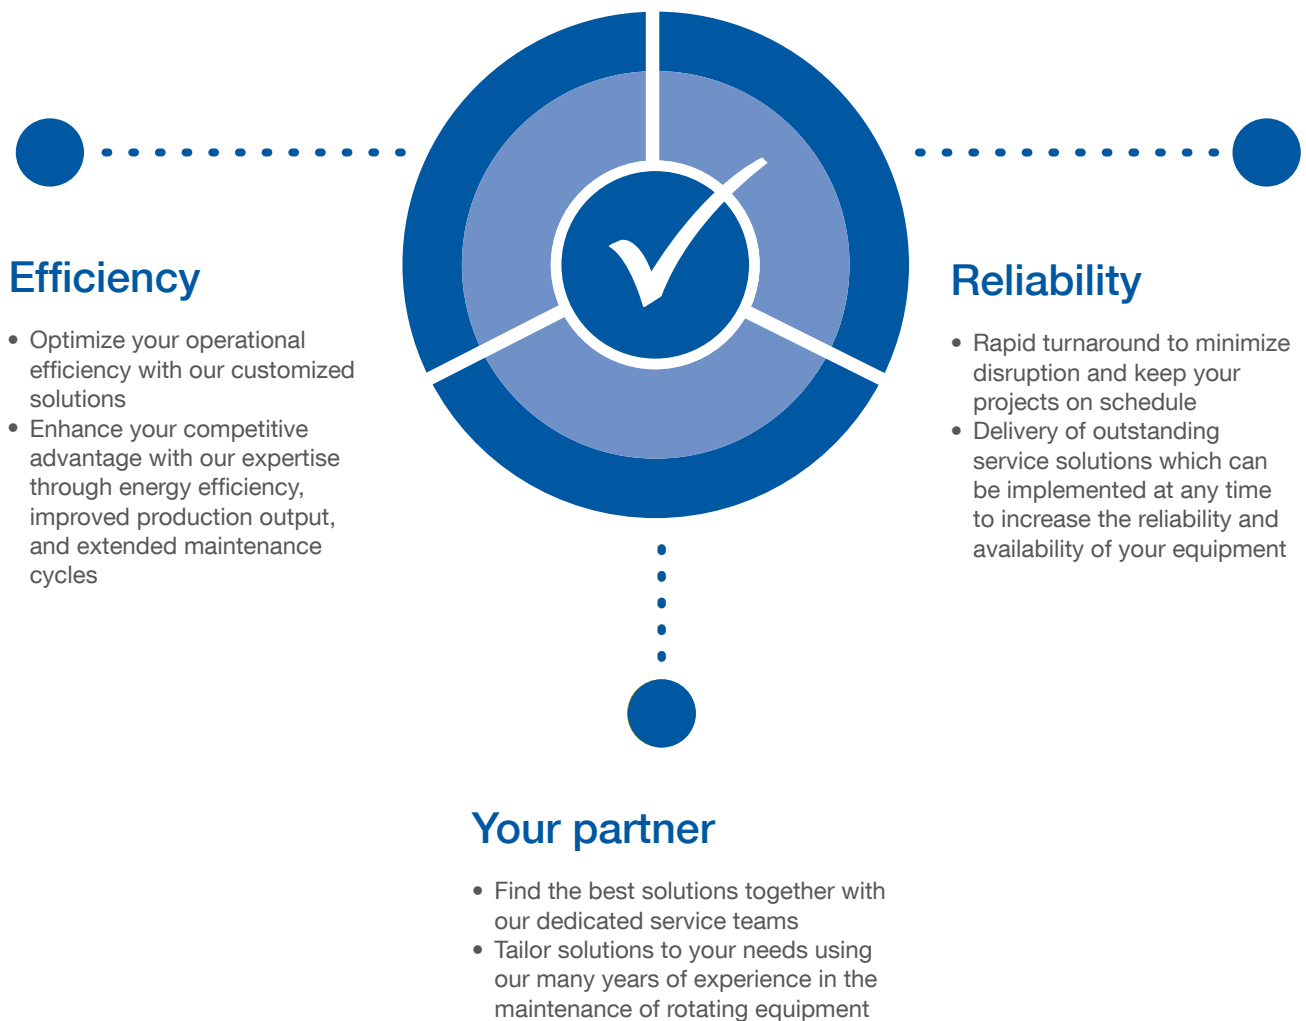 Efficiency
• Optimize your operational
efficiency with our customized
solutions
• Enhance your competitive
advantage with our expertise
through energy efficiency,
improved production output,
and extended maintenance
cycles
Reliability
• Rapid turnaround to minimize
disruption and keep your
projects on schedule
• Delivery of outstanding
service solutions which can
be implemented at any time
to increase the reliability and
availability of your equipment
Your partner
• Find the best solutions together with
our dedicated service teams
• Tailor solutions to your needs using
our many years of experience in the
maintenance of rotating equipment